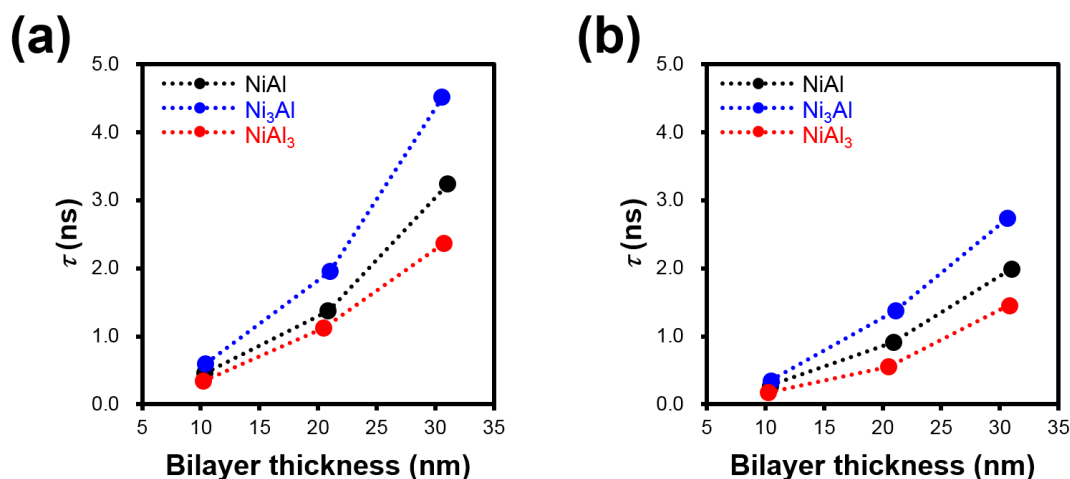 (a)
5.0
4.0
3.0
2.0
1.0
0.0
τ (ns)
NiAl
Ni₃Al
NiAl₃
5 10 15 20 25 30 35
Bilayer thickness (nm)
(b)
5.0
4.0
3.0
2.0
1.0
0.0
τ (ns)
NiAl
Ni₃Al
NiAl₃
5 10 15 20 25 30 35
Bilayer thickness (nm)